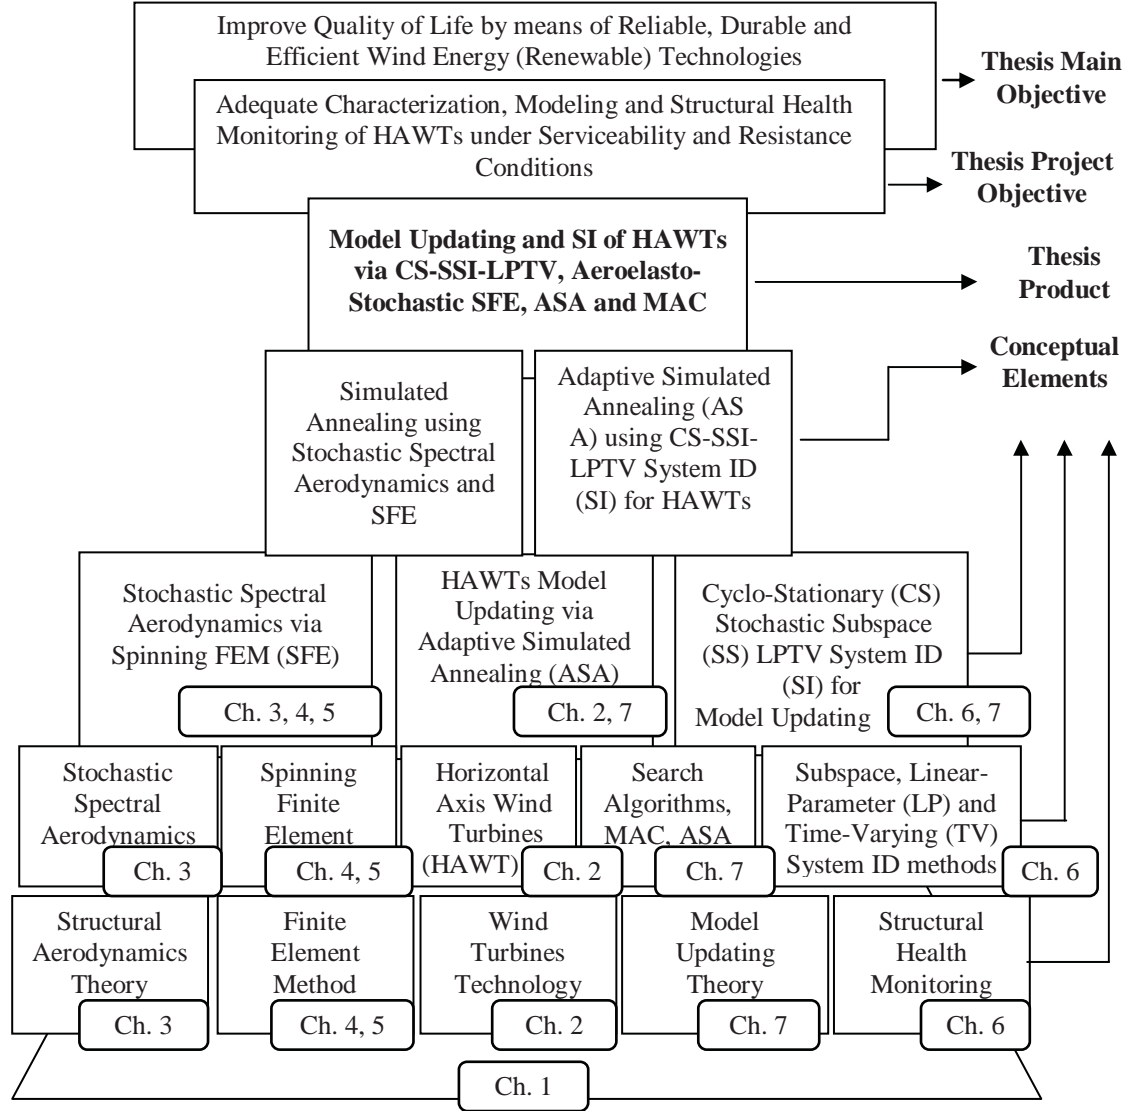 Improve Quality of Life by means of Reliable, Durable and
Efficient Wind Energy (Renewable) Technologies
Thesis Main
Objective
Adequate Characterization, Modeling and Structural Health
Monitoring of HAWTs under Serviceability and Resistance
Conditions
Thesis Project
Objective
Model Updating and SI of HAWTs
via CS-SSI-LPTV, Aeroelasto-
Stochastic SFE, ASA and MAC
Thesis
Product
Conceptual
Elements
Simulated
Annealing using
Stochastic Spectral
Aerodynamics and
SFE
Adaptive Simulated
Annealing (AS
A) using CS-SSI-
LPTV System ID
(SI) for HAWTs
Stochastic Spectral
Aerodynamics via
Spinning FEM (SFE)
Ch. 3, 4, 5
HAWTs Model
Updating via
Adaptive Simulated
Annealing (ASA)
Ch. 2, 7
Cyclo-Stationary (CS)
Stochastic Subspace
(SS) LPTV System ID
(SI) for
Model Updating
Ch. 6, 7
Stochastic
Spectral
Aerodynamics
Ch. 3
Spinning
Finite
Element
Ch. 4, 5
Horizontal
Axis Wind
Turbines
(HAWT)
Ch. 2
Search
Algorithms,
MAC, ASA
Ch. 7
Subspace, Linear-
Parameter (LP) and
Time-Varying (TV)
System ID methods
Ch. 6
Structural
Aerodynamics
Theory
Ch. 3
Finite
Element
Method
Ch. 4, 5
Wind
Turbines
Technology
Ch. 2
Model
Updating
Theory
Ch. 7
Structural
Health
Monitoring
Ch. 6
Ch. 1